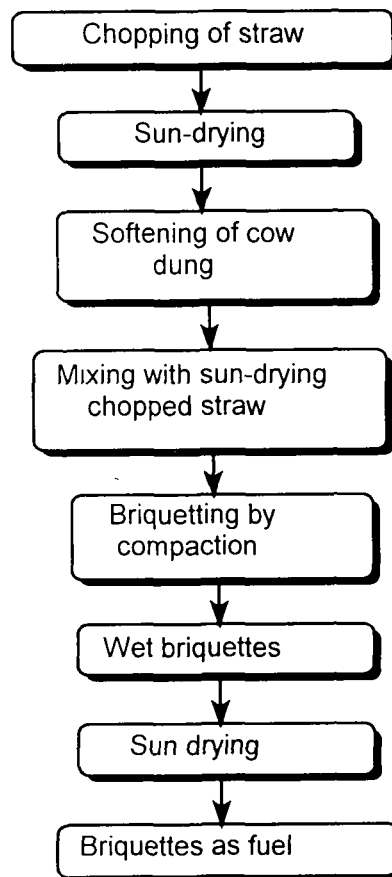 Chopping of straw
Sun-drying
Softening of cow
dung
Mixing with sun-drying
chopped straw
Briquetting by
compaction
Wet briquettes
Sun drying
Briquettes as fuel